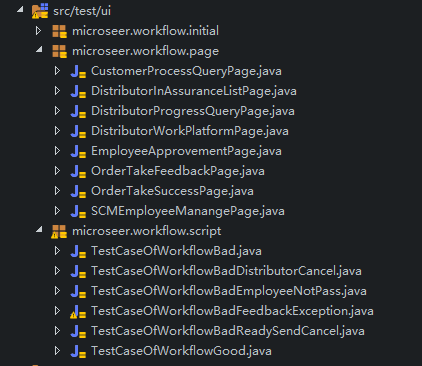 src/test/ui
microseer.workflow.initial
microseer.workflow.page
CustomerProcessQueryPage.java
DistributorInAssuranceListPage.java
DistributorProgressQueryPage.java
DistributorWorkPlatformPage.java
EmployeeApprovementPage.java
OrderTakeFeedbackPage.java
OrderTakeSuccessPage.java
SCMEmployeeManangePage.java
microseer.workflow.script
TestCaseOfWorkflowBad.java
TestCaseOfWorkflowBadDistributorCancel.java
TestCaseOfWorkflowBadEmployeeNotPass.java
TestCaseOfWorkflowBadFeedbackException.java
TestCaseOfWorkflowBadReadySendCancel.java
TestCaseOfWorkflowGood.java